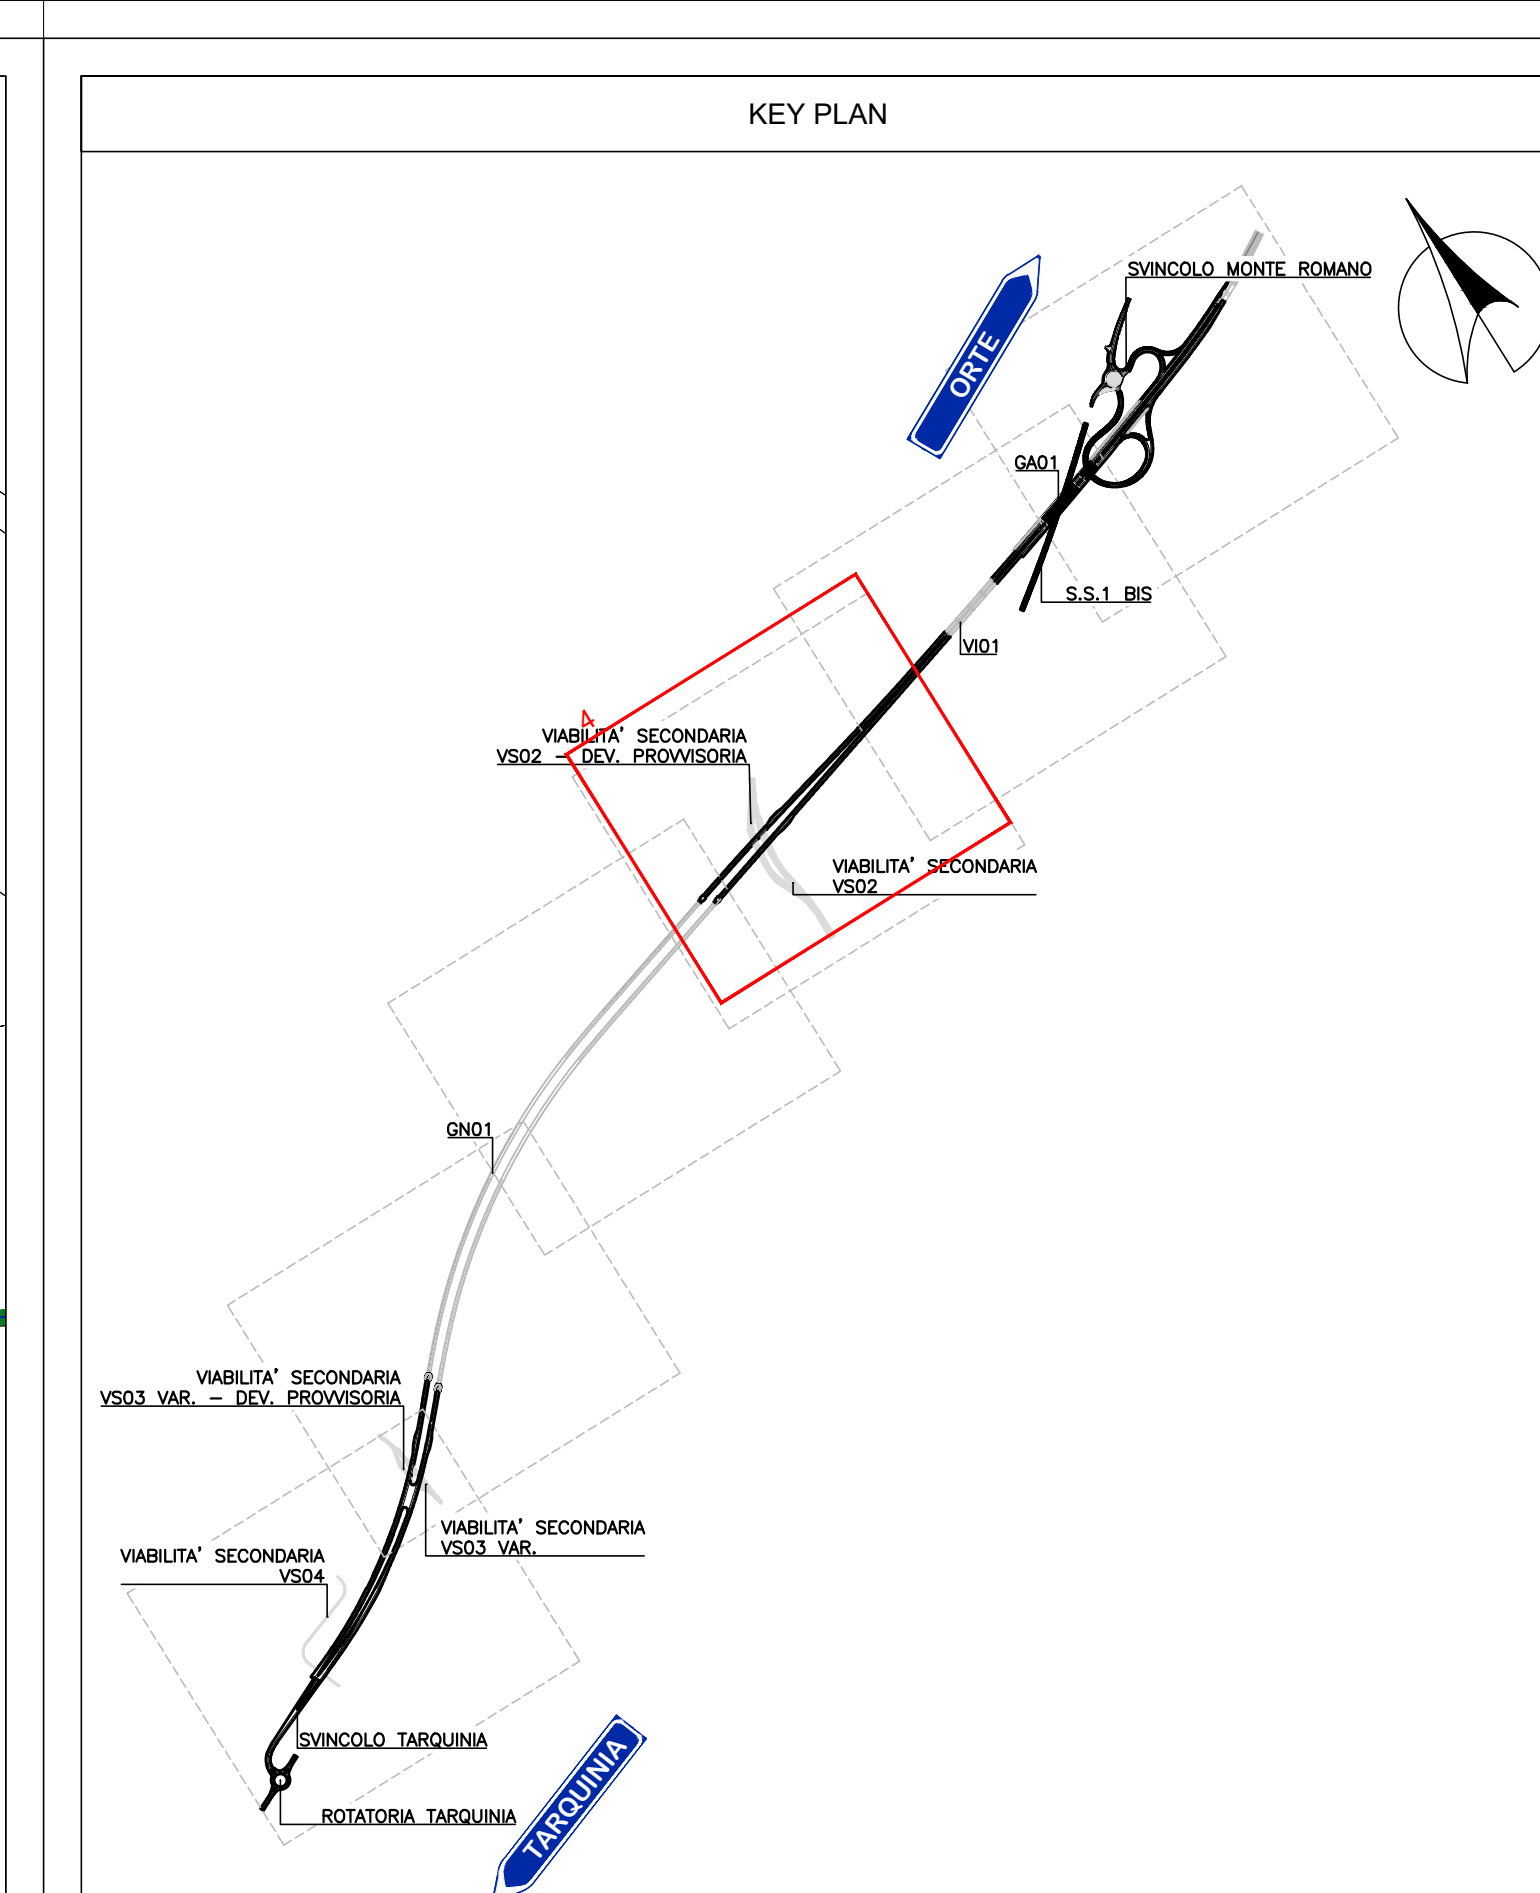 KEY PLAN
SVINCOLO MONTE ROMANO
ORTE
GA01
S.S.1 BIS
VI01
4
VIABILITA' SECONDARIA
VS02 - DEV. PROVVISORIA
VIABILITA' SECONDARIA
VS02
GN01
VIABILITA' SECONDARIA
VS03 VAR. - DEV. PROVVISORIA
VIABILITA' SECONDARIA
VS03 VAR.
VIABILITA' SECONDARIA
VS04
SVINCOLO TARQUINIA
TARQUINIA
ROTATORIA TARQUINIA